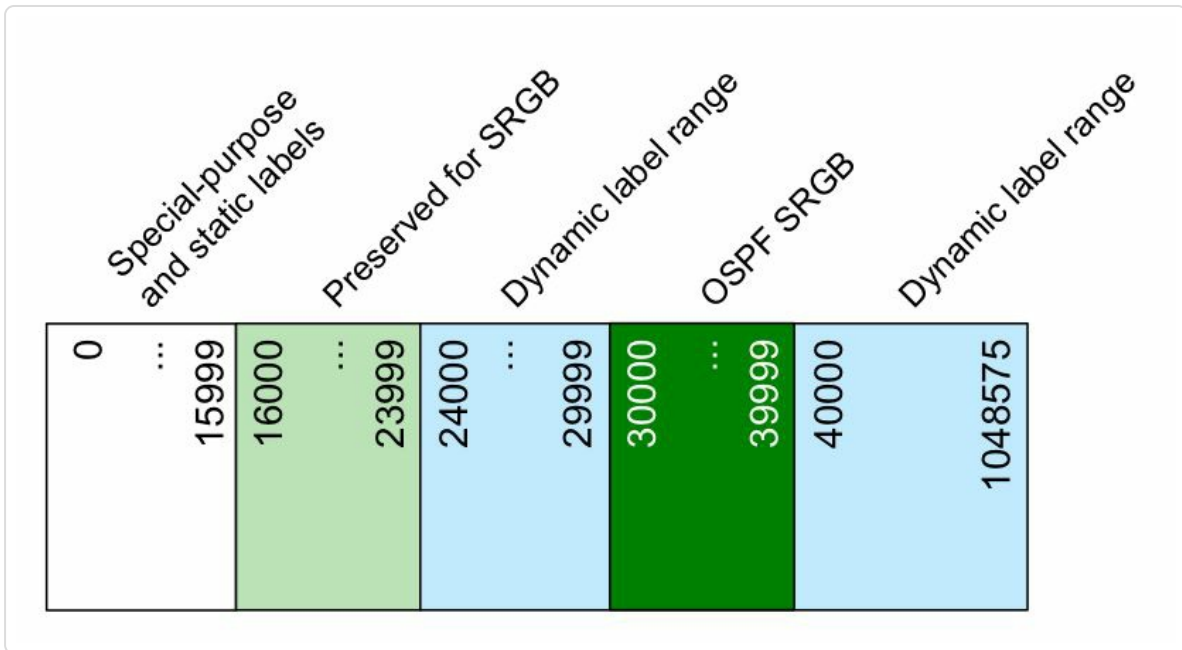 Special-purpose
and static labels
Preserved for SRGB
Dynamic label range
OSPF SRGB
Dynamic label range
0
...
15999
16000
...
23999
24000
...
29999
30000
...
39999
40000
1048575